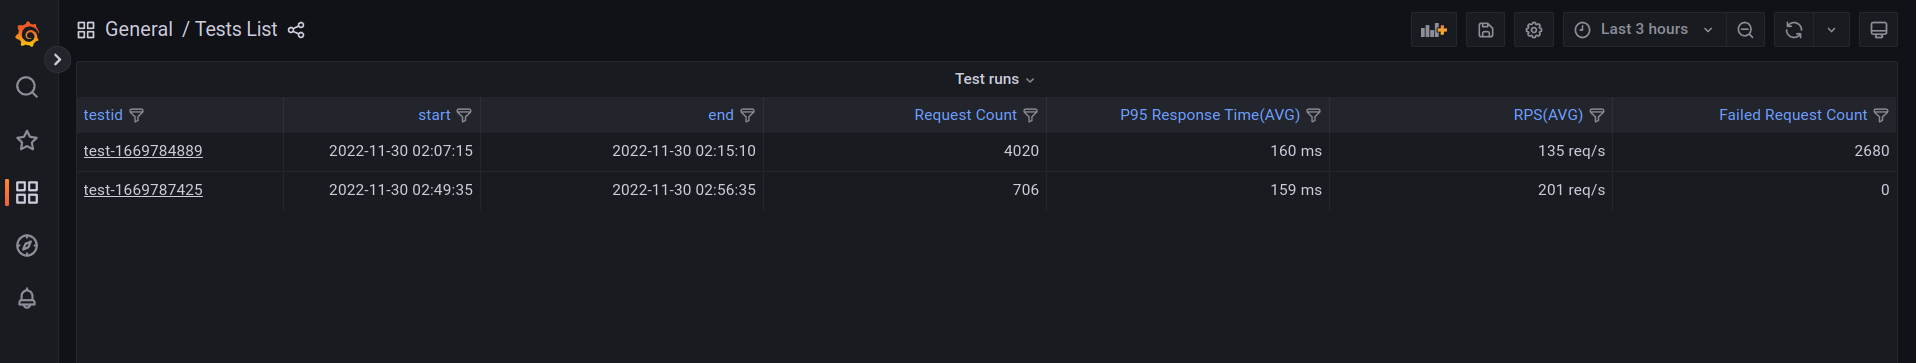 General / Tests List
Last 3 hours
Test runs
testid start end Request Count P95 Response Time(AVG) RPS(AVG) Failed Request Count
test-1669784889 2022-11-30 02:07:15 2022-11-30 02:15:10 4020 160 ms 135 req/s 2680
test-1669787425 2022-11-30 02:49:35 2022-11-30 02:56:35 706 159 ms 201 req/s 0